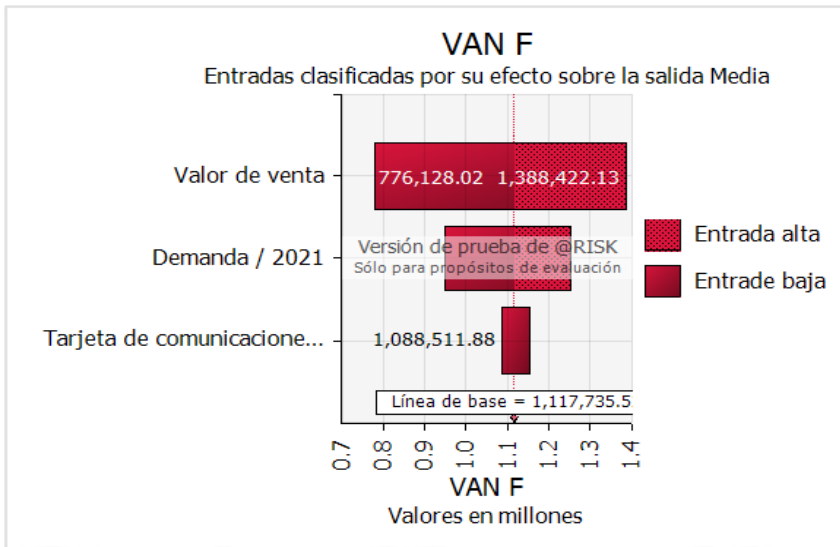 VAN F
Entradas clasificadas por su efecto sobre la salida Media
Valor de venta
776,128.02
1,388,422.13
Entrada alta
Demanda / 2021
Versión de prueba de @RISK
Sólo para propósitos de evaluación
Entrade baja
Tarjeta de comunicacione...
1,088,511.88
Línea de base = 1,117,735.5
0.7
0.8
0.9
1.0
1.1
1.2
1.3
1.4
VAN F
Valores en millones